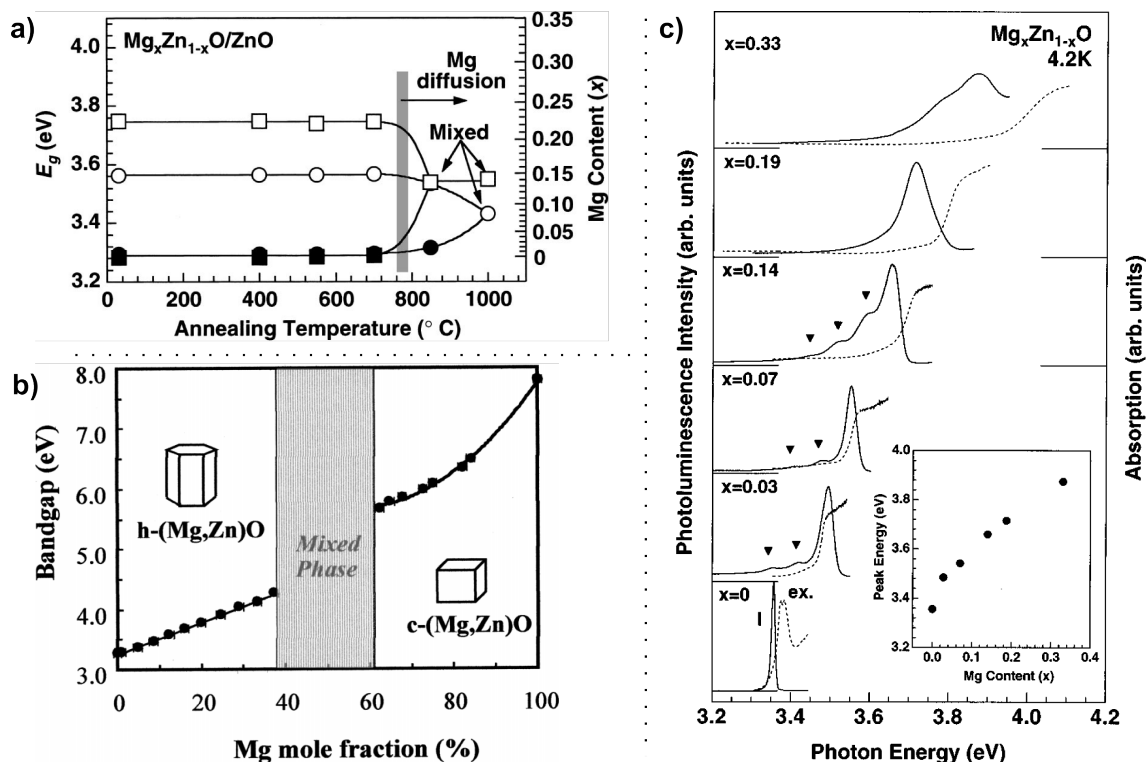 a)
Mg_xZn_{1-x}O/ZnO
Mg
diffusion
Mixed
4.0
3.8
3.6
3.4
3.2
E_g (eV)
0.35
0.30
0.25
0.20
0.15
0.10
0.05
0
Mg Content (x)
0 200 400 600 800 1000
Annealing Temperature (° C)
b)
8.0
7.0
6.0
5.0
4.0
3.0
Bandgap (eV)
h-(Mg,Zn)O
Mixed
Phase
c-(Mg,Zn)O
0 20 40 60 80 100
Mg mole fraction (%)
c)
Mg_xZn_{1-x}O
4.2K
x=0.33
x=0.19
x=0.14
x=0.07
x=0.03
x=0
I
ex.
Photoluminescence Intensity (arb. units)
Absorption (arb. units)
4.0
3.8
3.6
3.4
3.2
Peak Energy (eV)
0.0 0.1 0.2 0.3 0.4
Mg Content (x)
3.2 3.4 3.6 3.8 4.0 4.2
Photon Energy (eV)